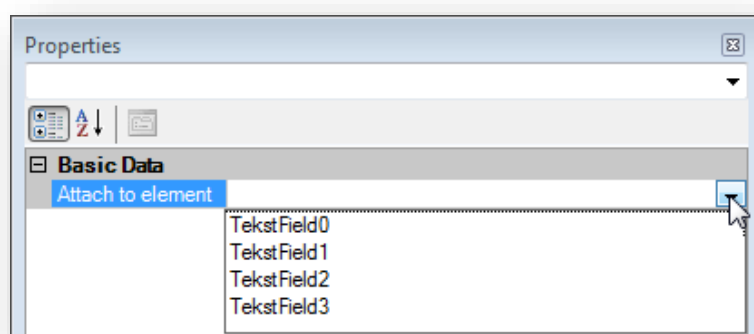 Properties
A
Z
Basic Data
Attach to element
TekstField0
TekstField1
TekstField2
TekstField3